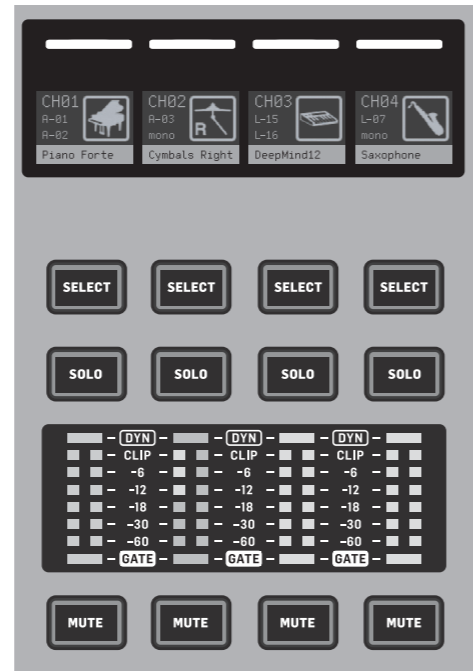 CH01 CH02 CH03 CH04
A-01 A-03 L-15 L-07
A-02 mono L-16 mono
R
Piano Forte Cymbals Right DeepMind12 Saxophone
SELECT SELECT SELECT SELECT
SOLO SOLO SOLO SOLO
DYN DYN DYN
CLIP CLIP CLIP
-6 -6 -6
-12 -12 -12
-18 -18 -18
-30 -30 -30
-60 -60 -60
GATE GATE GATE
MUTE MUTE MUTE MUTE